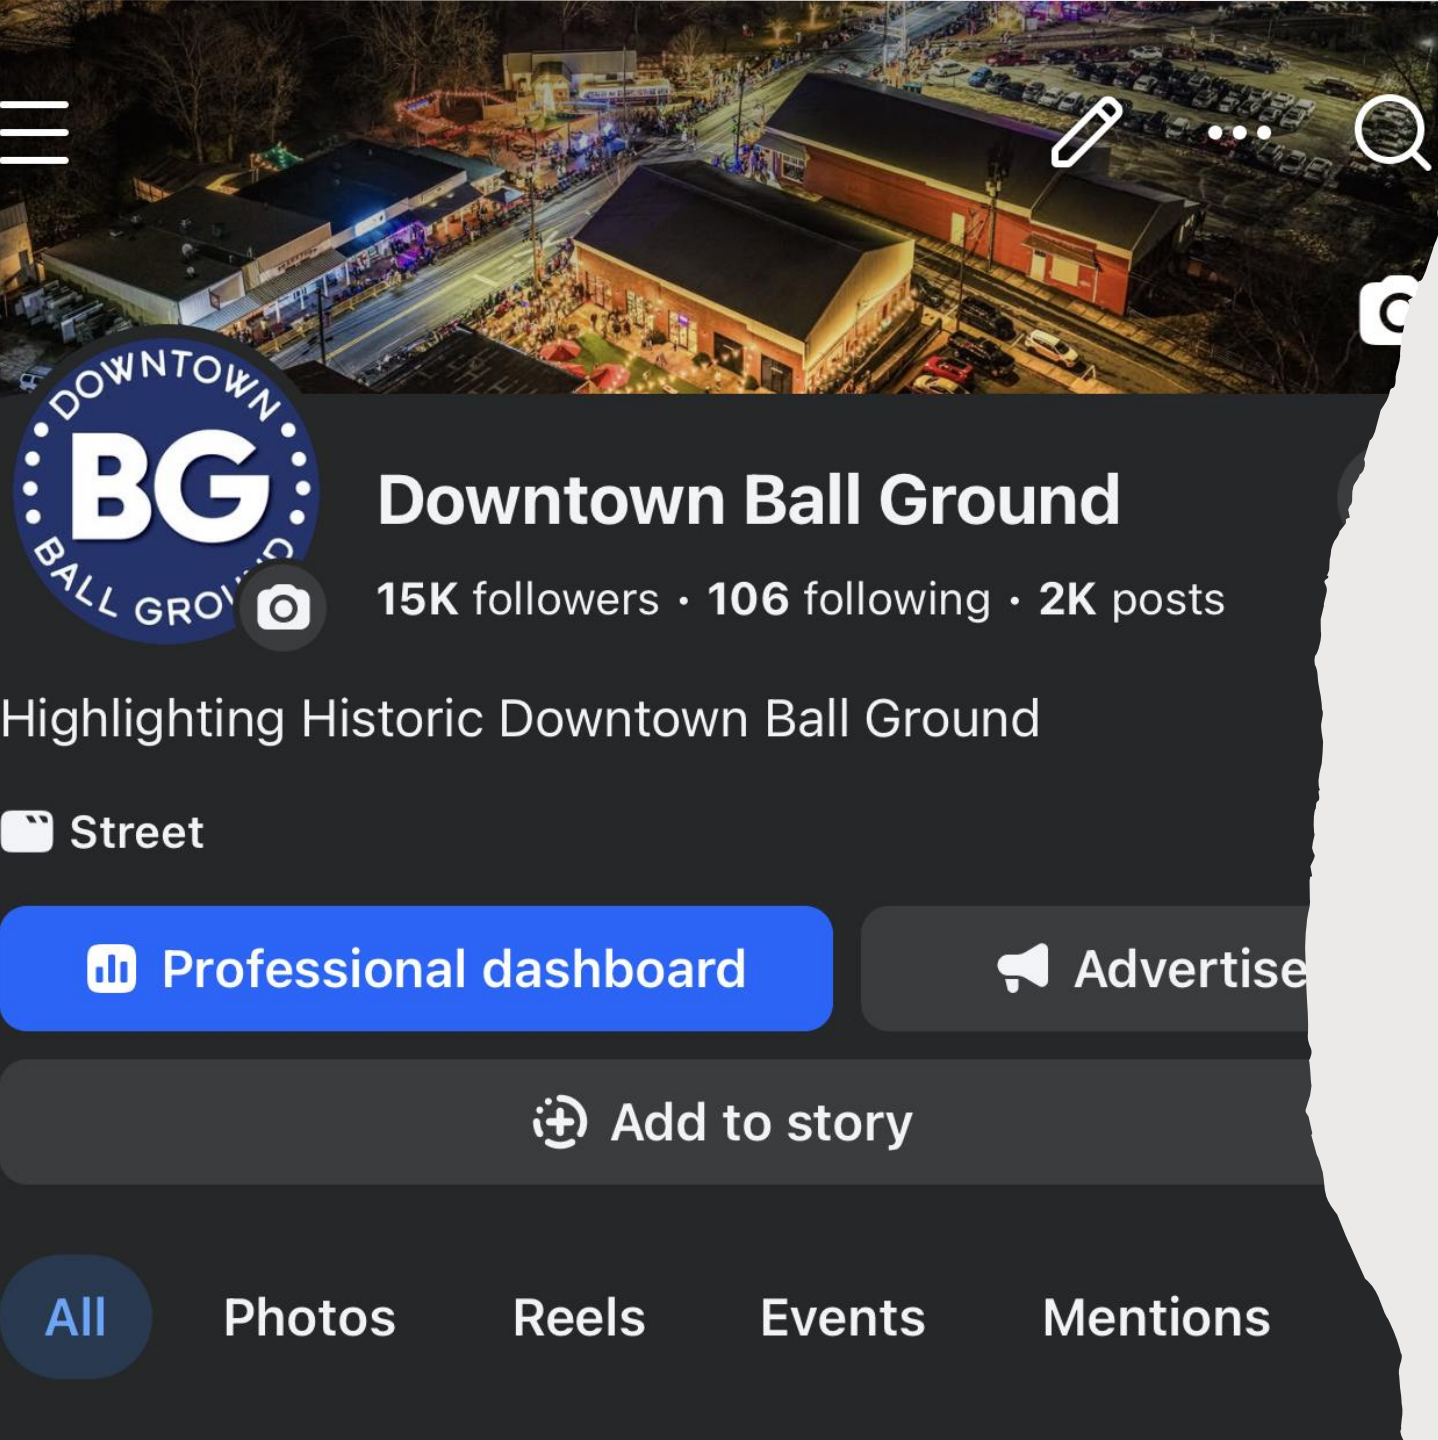 DOWNTOWN
BG
BALL GROUND
Downtown Ball Ground
15K followers · 106 following · 2K posts
Highlighting Historic Downtown Ball Ground
Street
Professional dashboard
Advertise
Add to story
All Photos Reels Events Mentions